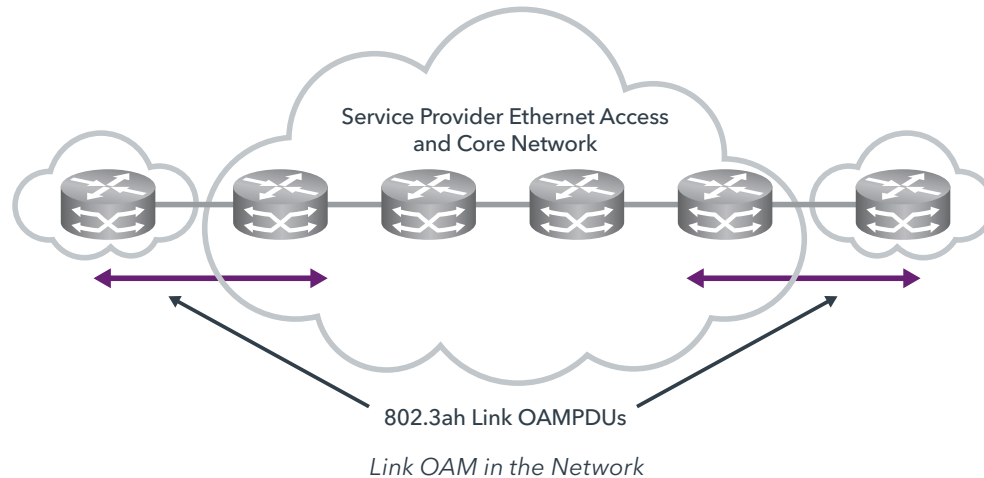 Service Provider Ethernet Access
and Core Network
802.3ah Link OAMPDUs
Link OAM in the Network